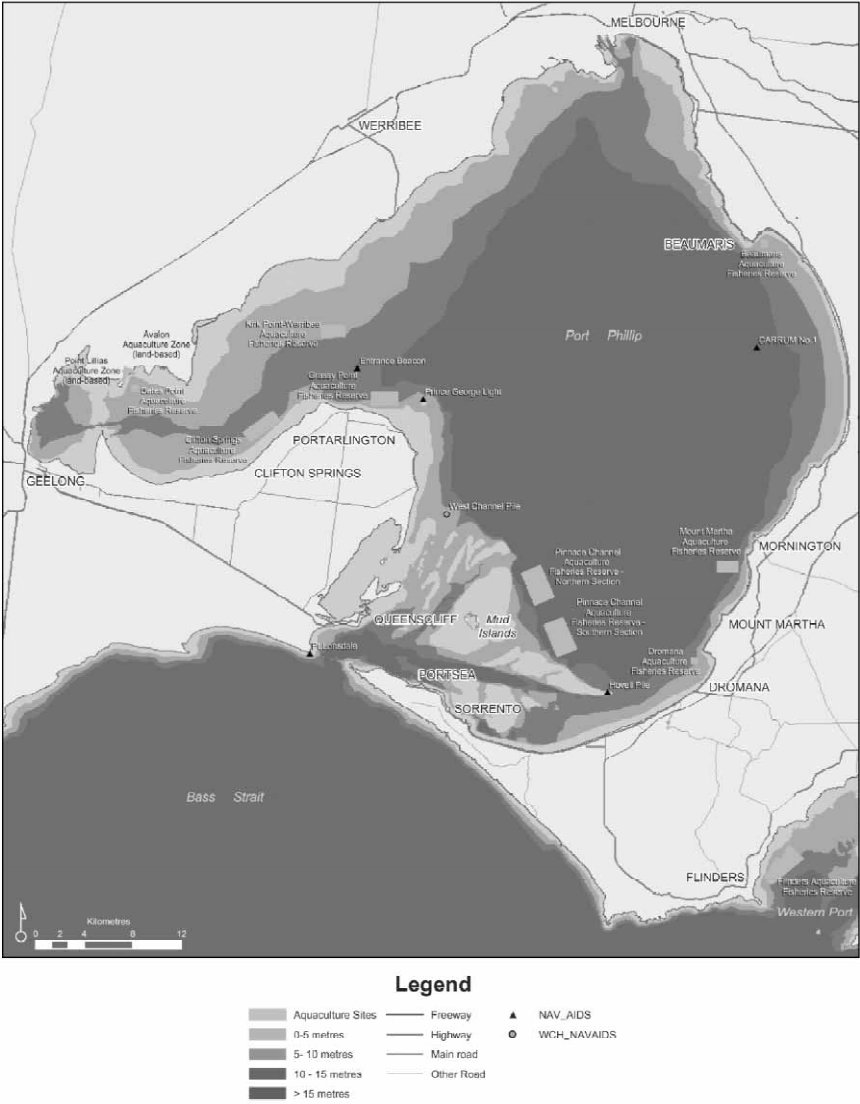 MELBOURNE
WERRIBEE
BEAUMARIS
Beaumaris
Aquaculture
Fisheries Reserve
Kirk Point-Werribee
Aquaculture
Fisheries Reserve
Port Phillip
CARRUM No.1
Avalon
Aquaculture Zone
(land-based)
Point Lillias
Aquaculture Zone
(land-based)
Entrance Beacon
Grassy Point
Aquaculture
Fisheries Reserve
Prince George Light
Point
Aquaculture
Fisheries Reserve
Clifton Springs
Aquaculture
Fisheries Reserve
PORTARLINGTON
CLIFTON SPRINGS
GEELONG
West Channel Pile
Mount Martha
Aquaculture
Fisheries Reserve
MORNINGTON
Pinnace Channel
Aquaculture
Fisheries Reserve -
Northern Section
Pinnace Channel
Aquaculture
Fisheries Reserve -
Southern Section
QUEENSCLIFF
Mud
Islands
MOUNT MARTHA
Pt.Lonsdale
Dromana
Aquaculture
Fisheries Reserve
PORTSEA
Hovell Pile
DROMANA
SORRENTO
Bass Strait
FLINDERS
Flinders Aquaculture
Fisheries Reserve
Western Port
Kilometres
0 2 4 8 12
Legend
Aquaculture Sites
0-5 metres
5- 10 metres
10 - 15 metres
> 15 metres
Freeway
Highway
Main road
Other Road
NAV_AIDS
WCH_NAVAIDS